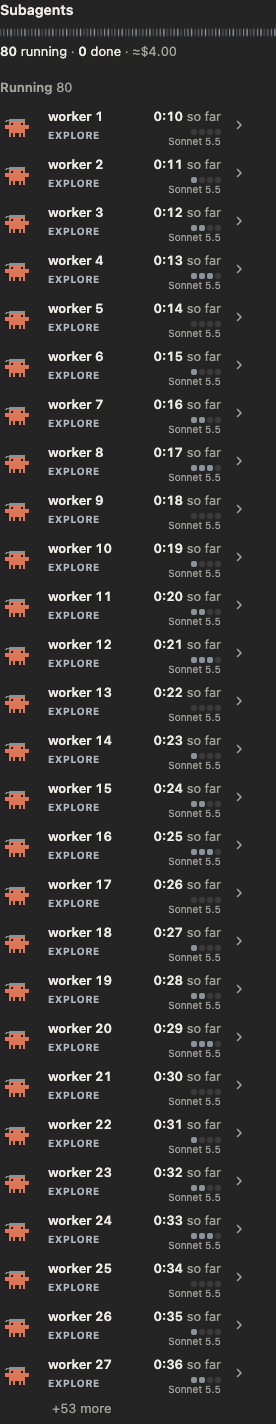 Subagents
80 running · 0 done · ≈$4.00
Running 80
worker 1 0:10 so far
EXPLORE Sonnet 5.5
worker 2 0:11 so far
EXPLORE Sonnet 5.5
worker 3 0:12 so far
EXPLORE Sonnet 5.5
worker 4 0:13 so far
EXPLORE Sonnet 5.5
worker 5 0:14 so far
EXPLORE Sonnet 5.5
worker 6 0:15 so far
EXPLORE Sonnet 5.5
worker 7 0:16 so far
EXPLORE Sonnet 5.5
worker 8 0:17 so far
EXPLORE Sonnet 5.5
worker 9 0:18 so far
EXPLORE Sonnet 5.5
worker 10 0:19 so far
EXPLORE Sonnet 5.5
worker 11 0:20 so far
EXPLORE Sonnet 5.5
worker 12 0:21 so far
EXPLORE Sonnet 5.5
worker 13 0:22 so far
EXPLORE Sonnet 5.5
worker 14 0:23 so far
EXPLORE Sonnet 5.5
worker 15 0:24 so far
EXPLORE Sonnet 5.5
worker 16 0:25 so far
EXPLORE Sonnet 5.5
worker 17 0:26 so far
EXPLORE Sonnet 5.5
worker 18 0:27 so far
EXPLORE Sonnet 5.5
worker 19 0:28 so far
EXPLORE Sonnet 5.5
worker 20 0:29 so far
EXPLORE Sonnet 5.5
worker 21 0:30 so far
EXPLORE Sonnet 5.5
worker 22 0:31 so far
EXPLORE Sonnet 5.5
worker 23 0:32 so far
EXPLORE Sonnet 5.5
worker 24 0:33 so far
EXPLORE Sonnet 5.5
worker 25 0:34 so far
EXPLORE Sonnet 5.5
worker 26 0:35 so far
EXPLORE Sonnet 5.5
worker 27 0:36 so far
EXPLORE Sonnet 5.5
+53 more